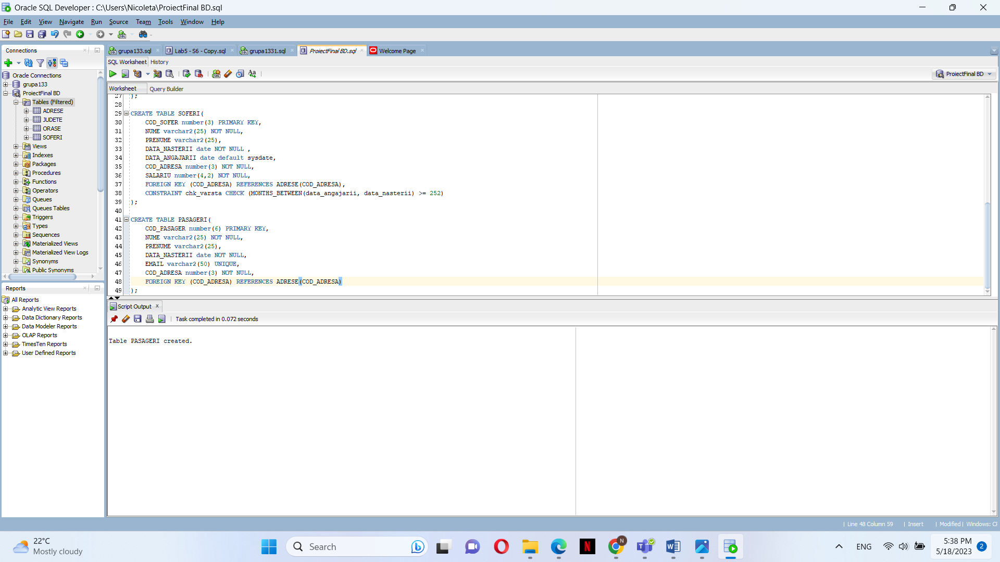 Oracle SQL Developer : C:\Users\Nicoleta\ProiectFinal BD.sql
File Edit View Navigate Run Source Team Tools Window Help
Connections
grupa133.sql
Lab5 - S6 - Copy.sql
grupa1331.sql
ProiectFinal BD.sql
Welcome Page
SQL Worksheet History
ProiectFinal BD
Worksheet Query Builder
Oracle Connections
grupa133
ProiectFinal BD
Tables (Filtered)
ADRESE
JUDETE
ORASE
SOFERI
Views
Indexes
Packages
Procedures
Functions
Operators
Queues
Queues Tables
Triggers
Types
Sequences
Materialized Views
Materialized View Logs
Synonyms
Public Synonyms
Reports
All Reports
Analytic View Reports
Data Dictionary Reports
Data Modeler Reports
OLAP Reports
TimesTen Reports
User Defined Reports
27 );
28
29 CREATE TABLE SOFERI(
30 COD_SOFER number(3) PRIMARY KEY,
31 NUME varchar2(25) NOT NULL,
32 PRENUME varchar2(25),
33 DATA_NASTERII date NOT NULL ,
34 DATA_ANGAJARII date default sysdate,
35 COD_ADRESA number(3) NOT NULL,
36 SALARIU number(4,2) NOT NULL,
37 FOREIGN KEY (COD_ADRESA) REFERENCES ADRESE(COD_ADRESA),
38 CONSTRAINT chk_varsta CHECK (MONTHS_BETWEEN(data_angajarii, data_nasterii) >= 252)
39 );
40
41 CREATE TABLE PASAGERI(
42 COD_PASAGER number(6) PRIMARY KEY,
43 NUME varchar2(25) NOT NULL,
44 PRENUME varchar2(25),
45 DATA_NASTERII date NOT NULL,
46 EMAIL varchar2(50) UNIQUE,
47 COD_ADRESA number(3) NOT NULL,
48 FOREIGN KEY (COD_ADRESA) REFERENCES ADRESE(COD_ADRESA)
49 );
Script Output
Task completed in 0.072 seconds
Table PASAGERI created.
Line 48 Column 59 | Insert | Modified | Windows:
22°C
Mostly cloudy
Search
N
ENG
5:38 PM
5/18/2023
2